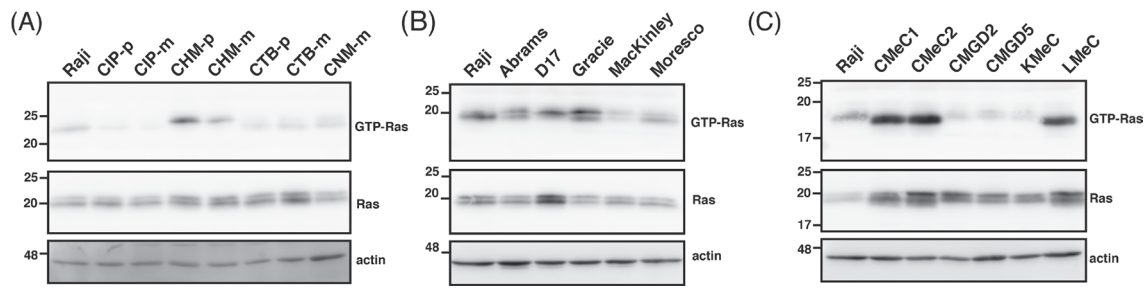 (A)
Raji CIP-p CIP-m CHM-p CHM-m CTB-p CTB-m CNM-m
25
20
GTP-Ras
25
20
Ras
48
actin
(B)
Raji Abrams D17 Gracie MacKinley Moresco
25
20
GTP-Ras
25
20
Ras
48
actin
(C)
Raji CMeC1 CMeC2 CMGD2 CMGD5 KMeC LMeC
25
20
17
GTP-Ras
25
20
17
Ras
48
actin